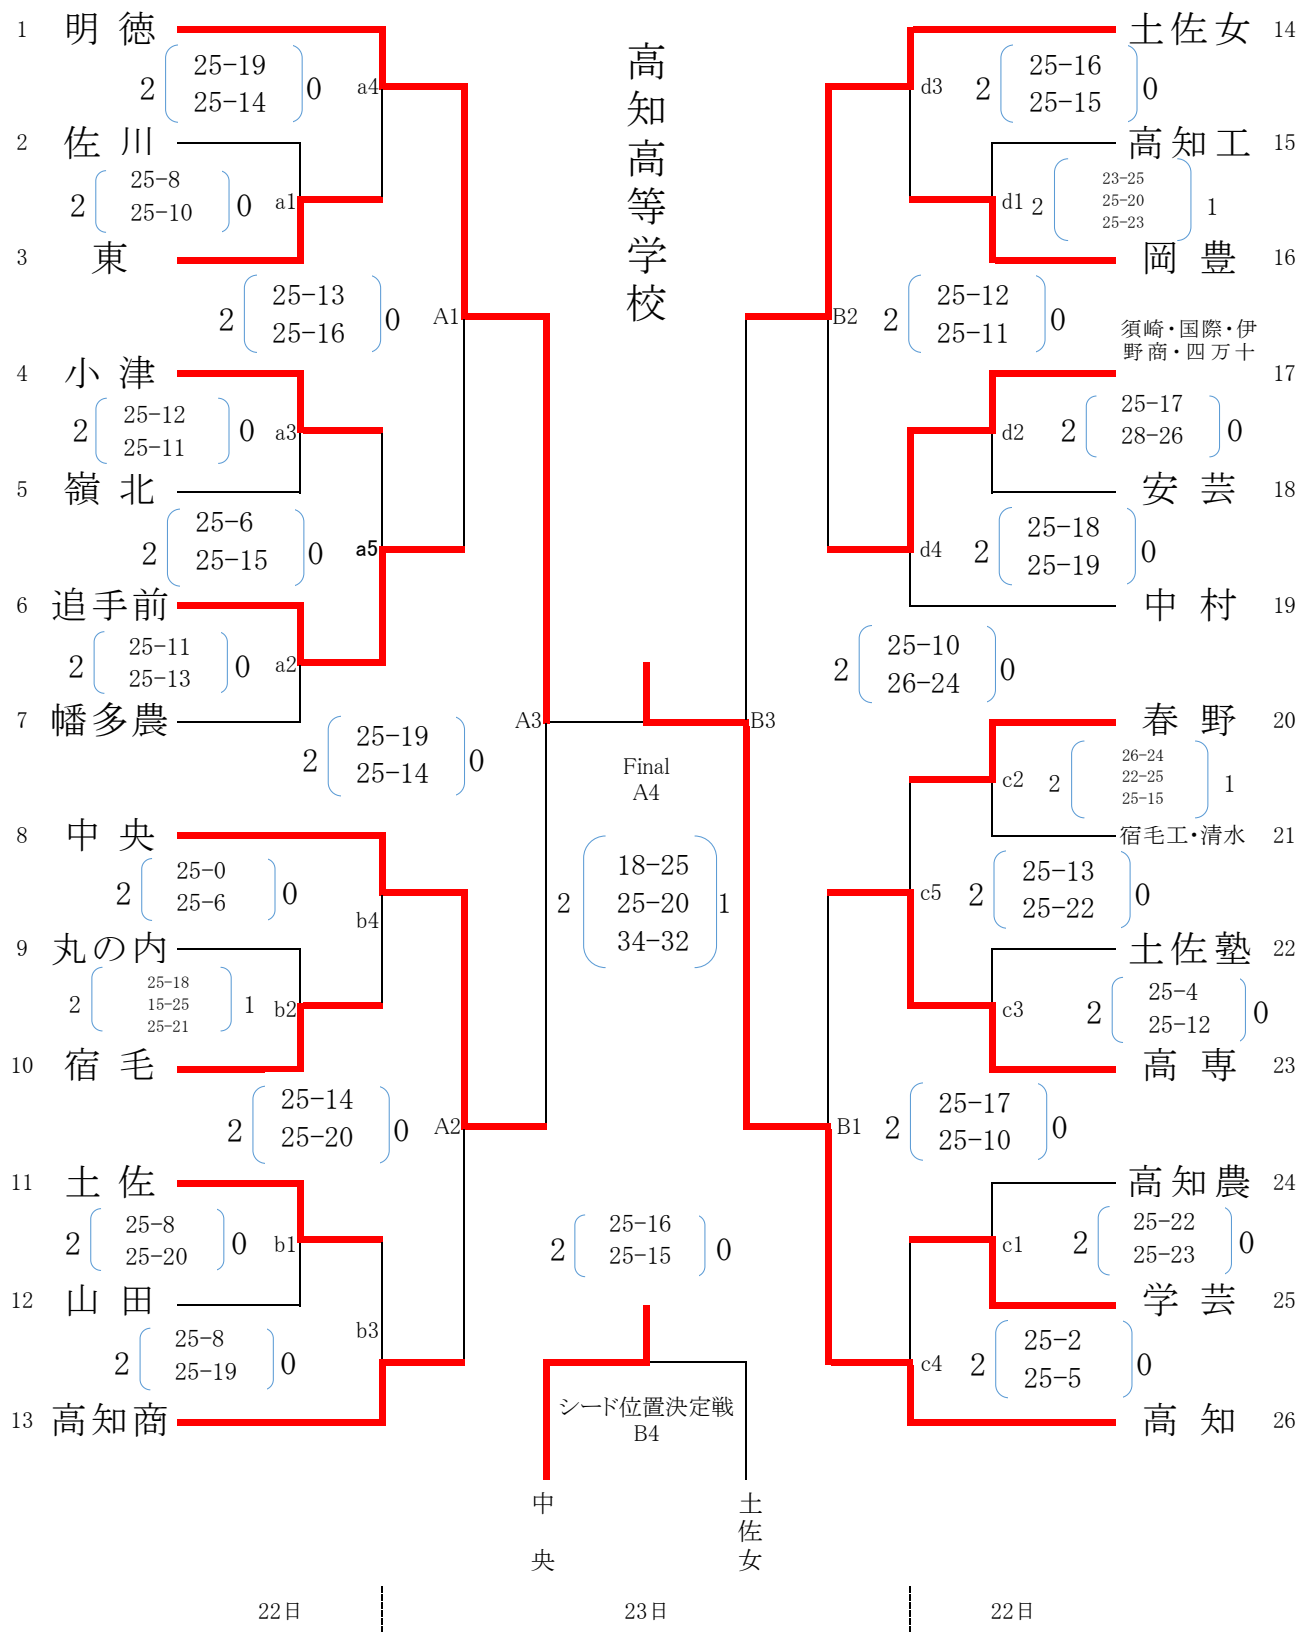 1 明徳
25-19
2 0 a4
25-14
2 佐川
25-8
2 0 a1
25-10
3 東
25-13
2 0 A1
25-16
4 小津
25-12
2 0 a3
25-11
5 嶺北
25-6
2 0 a5
25-15
6 追手前
25-11
2 0 a2
25-13
7 幡多農
25-19
2 0 A3
25-14
8 中央
25-0
2 0 b4
25-6
9 丸の内
25-18
2 15-25 1 b2
25-21
10 宿毛
25-14
2 0 A2
25-20
11 土佐
25-8
2 0 b1
25-20
12 山田
25-8
2 0 b3
25-19
13 高知商
高知高等学校
Final
A4
18-25
2 25-20 1
34-32
25-16
2 0
25-15
シード位置決定戦
B4
中央
土佐女
土佐女 14
25-16
d3 2 0
25-15
高知工 15
23-25
d1 2 25-20 1
25-23
岡豊 16
25-12
B2 2 0
25-11
須崎・国際・伊
野商・四万十
17
25-17
d2 2 0
28-26
安芸 18
25-18
d4 2 0
25-19
中村 19
25-10
2 0
26-24
B3
春野 20
26-24
c2 2 22-25 1
25-15
宿毛工・清水 21
25-13
c5 2 0
25-22
土佐塾 22
25-4
c3 2 0
25-12
高専 23
25-17
B1 2 0
25-10
高知農 24
25-22
c1 2 0
25-23
学芸 25
25-2
c4 2 0
25-5
高知 26
22日 23日 22日